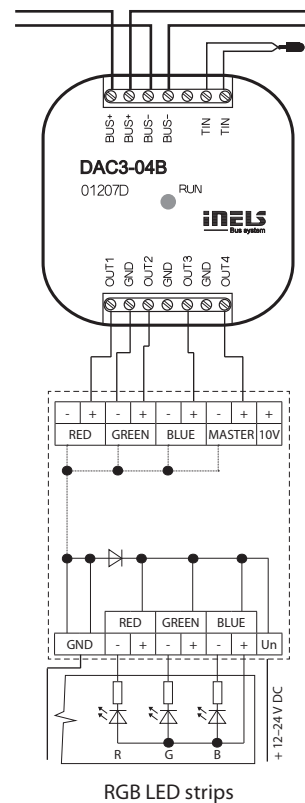 BUS+ BUS+ BUS- BUS- TIN TIN
DAC3-04B
01207D RUN
iNELS
Bus system
OUT1 GND OUT2 GND OUT3 GND OUT4
- + - + - + - + +
RED GREEN BLUE MASTER 10V
RED GREEN BLUE
GND - + - + - + Un
+ 12–24 V DC
R G B
RGB LED strips